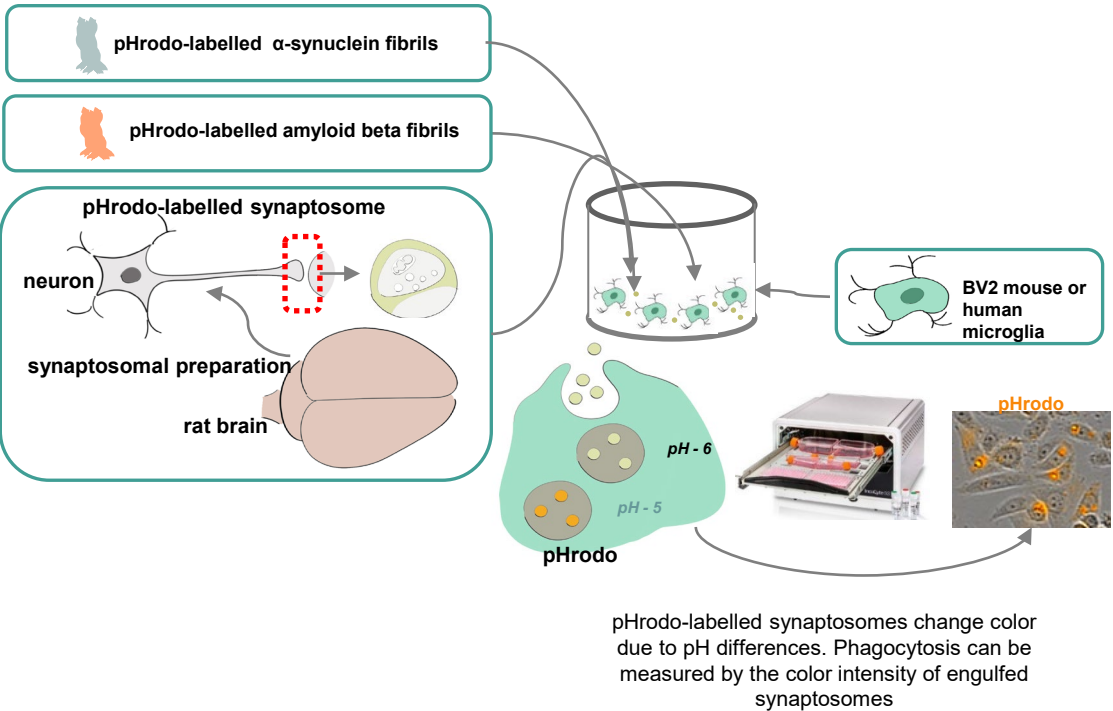 pHrodo-labelled α-synuclein fibrils
pHrodo-labelled amyloid beta fibrils
pHrodo-labelled synaptosome
neuron
synaptosomal preparation
rat brain
BV2 mouse or
human
microglia
pH - 6
pH - 5
pHrodo
pHrodo
pHrodo-labelled synaptosomes change color
due to pH differences. Phagocytosis can be
measured by the color intensity of engulfed
synaptosomes